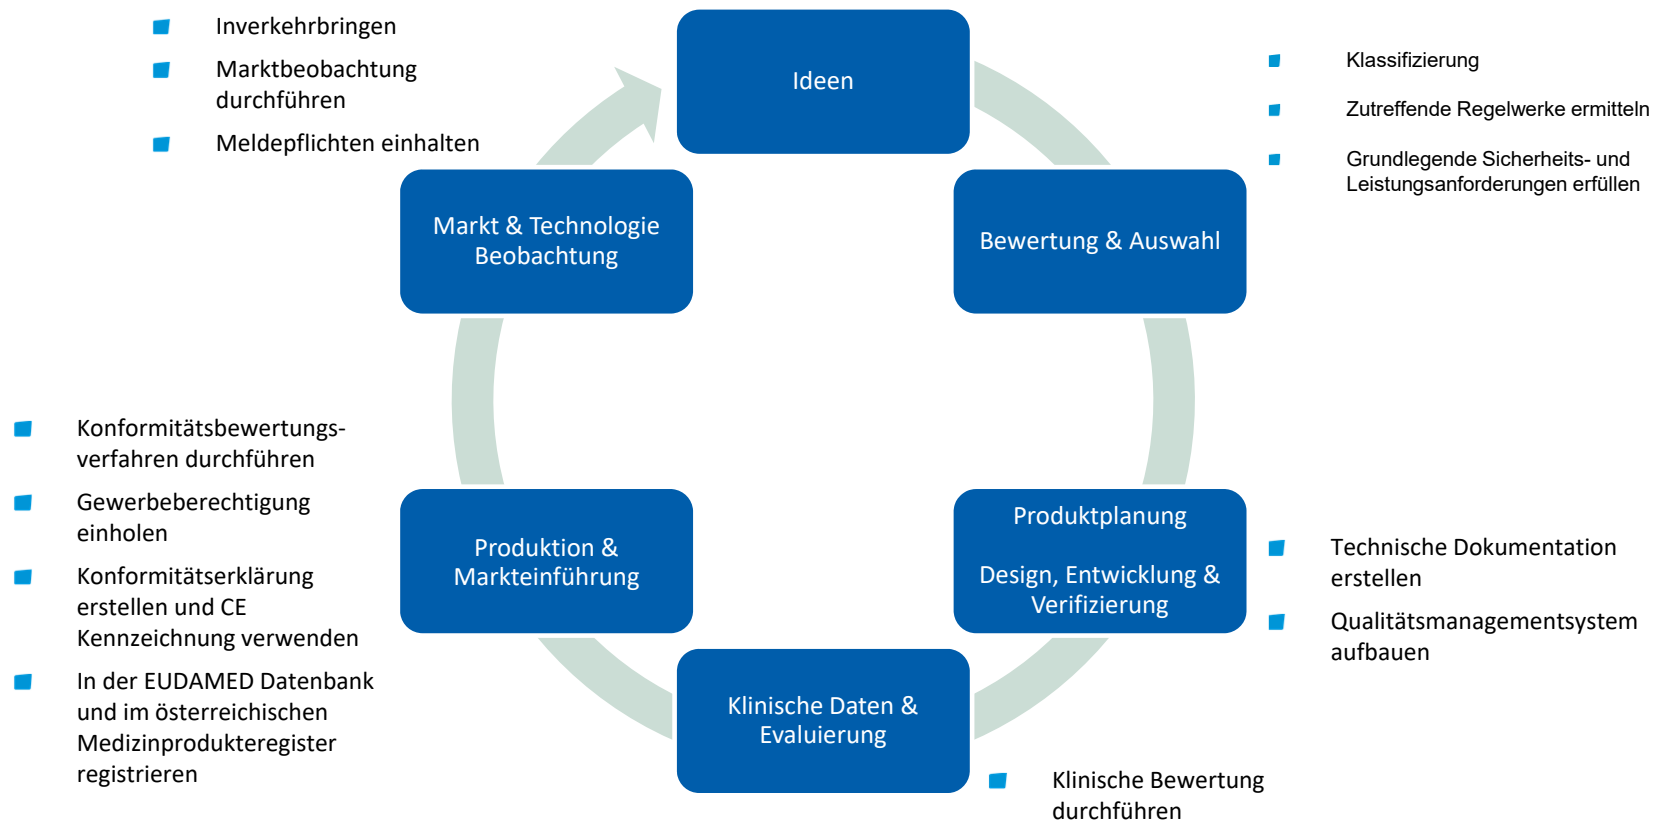 Ideen
Klassifizierung
Zutreffende Regelwerke ermitteln
Grundlegende Sicherheits- und
Leistungsanforderungen erfüllen
Bewertung & Auswahl
Produktplanung
Design, Entwicklung &
Verifizierung
Technische Dokumentation
erstellen
Qualitätsmanagementsystem
aufbauen
Klinische Daten &
Evaluierung
Klinische Bewertung
durchführen
Produktion &
Markteinführung
Konformitätsbewertungs-
verfahren durchführen
Gewerbeberechtigung
einholen
Konformitätserklärung
erstellen und CE
Kennzeichnung verwenden
In der EUDAMED Datenbank
und im österreichischen
Medizinprodukteregister
registrieren
Markt & Technologie
Beobachtung
Inverkehrbringen
Marktbeobachtung
durchführen
Meldepflichten einhalten